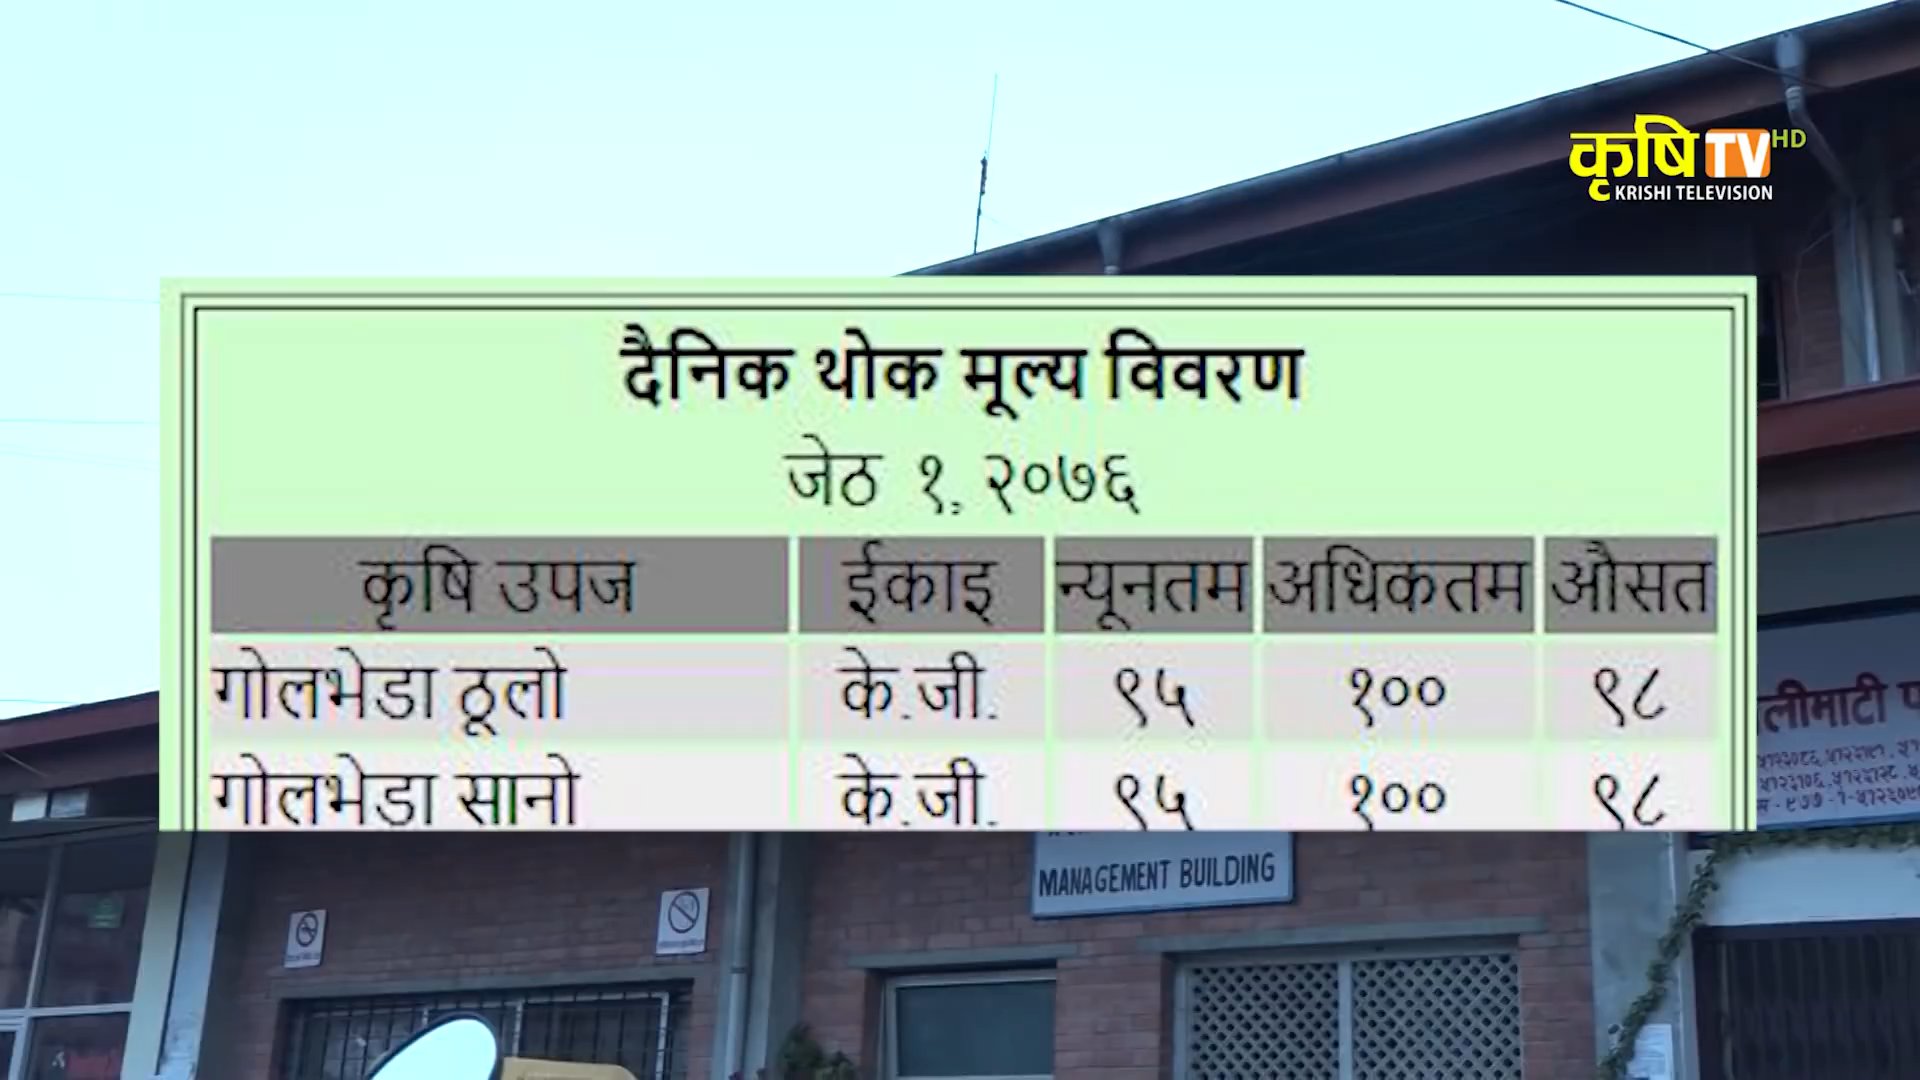 कृषि TV HD
KRISHI TELEVISION
दैनिक थोक मूल्य विवरण
जेठ १, २०७६
कृषि उपज ईकाइ न्यूनतम अधिकतम औसत
गोलभेडा ठूलो के.जी. ९५ १०० ९८
गोलभेडा सानो के.जी. ९५ १०० ९८
लीमाटी
MANAGEMENT BUILDING